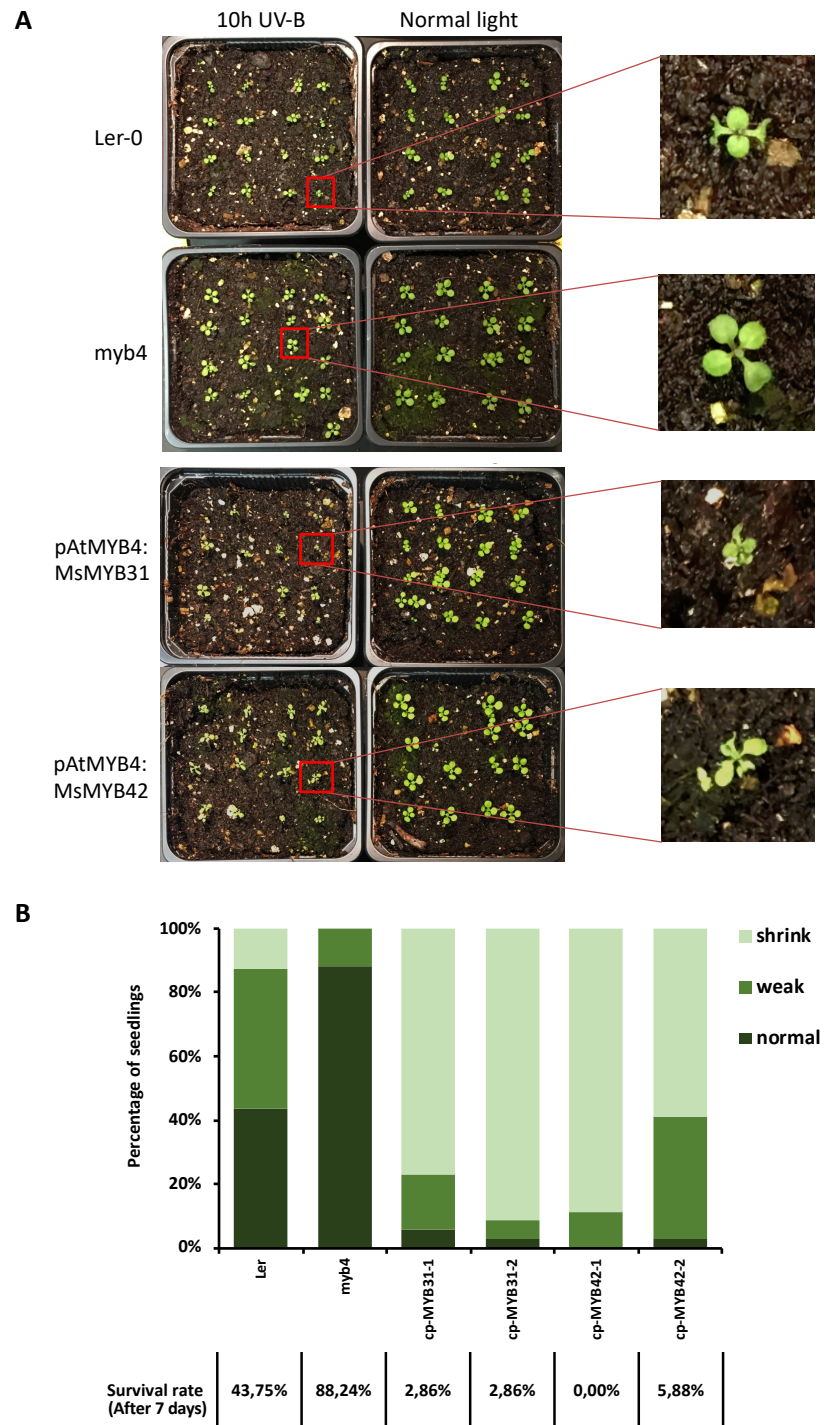 A
10h UV-B
Normal light
Ler-0
myb4
pAtMYB4:
MsMYB31
pAtMYB4:
MsMYB42
B
100%
80%
60%
40%
20%
0%
Percentage of seedlings
shrink
weak
normal
Ler
myb4
cp-MYB31-1
cp-MYB31-2
cp-MYB42-1
cp-MYB42-2
Survival rate 43,75% 88,24% 2,86% 2,86% 0,00% 5,88%
(After 7 days)